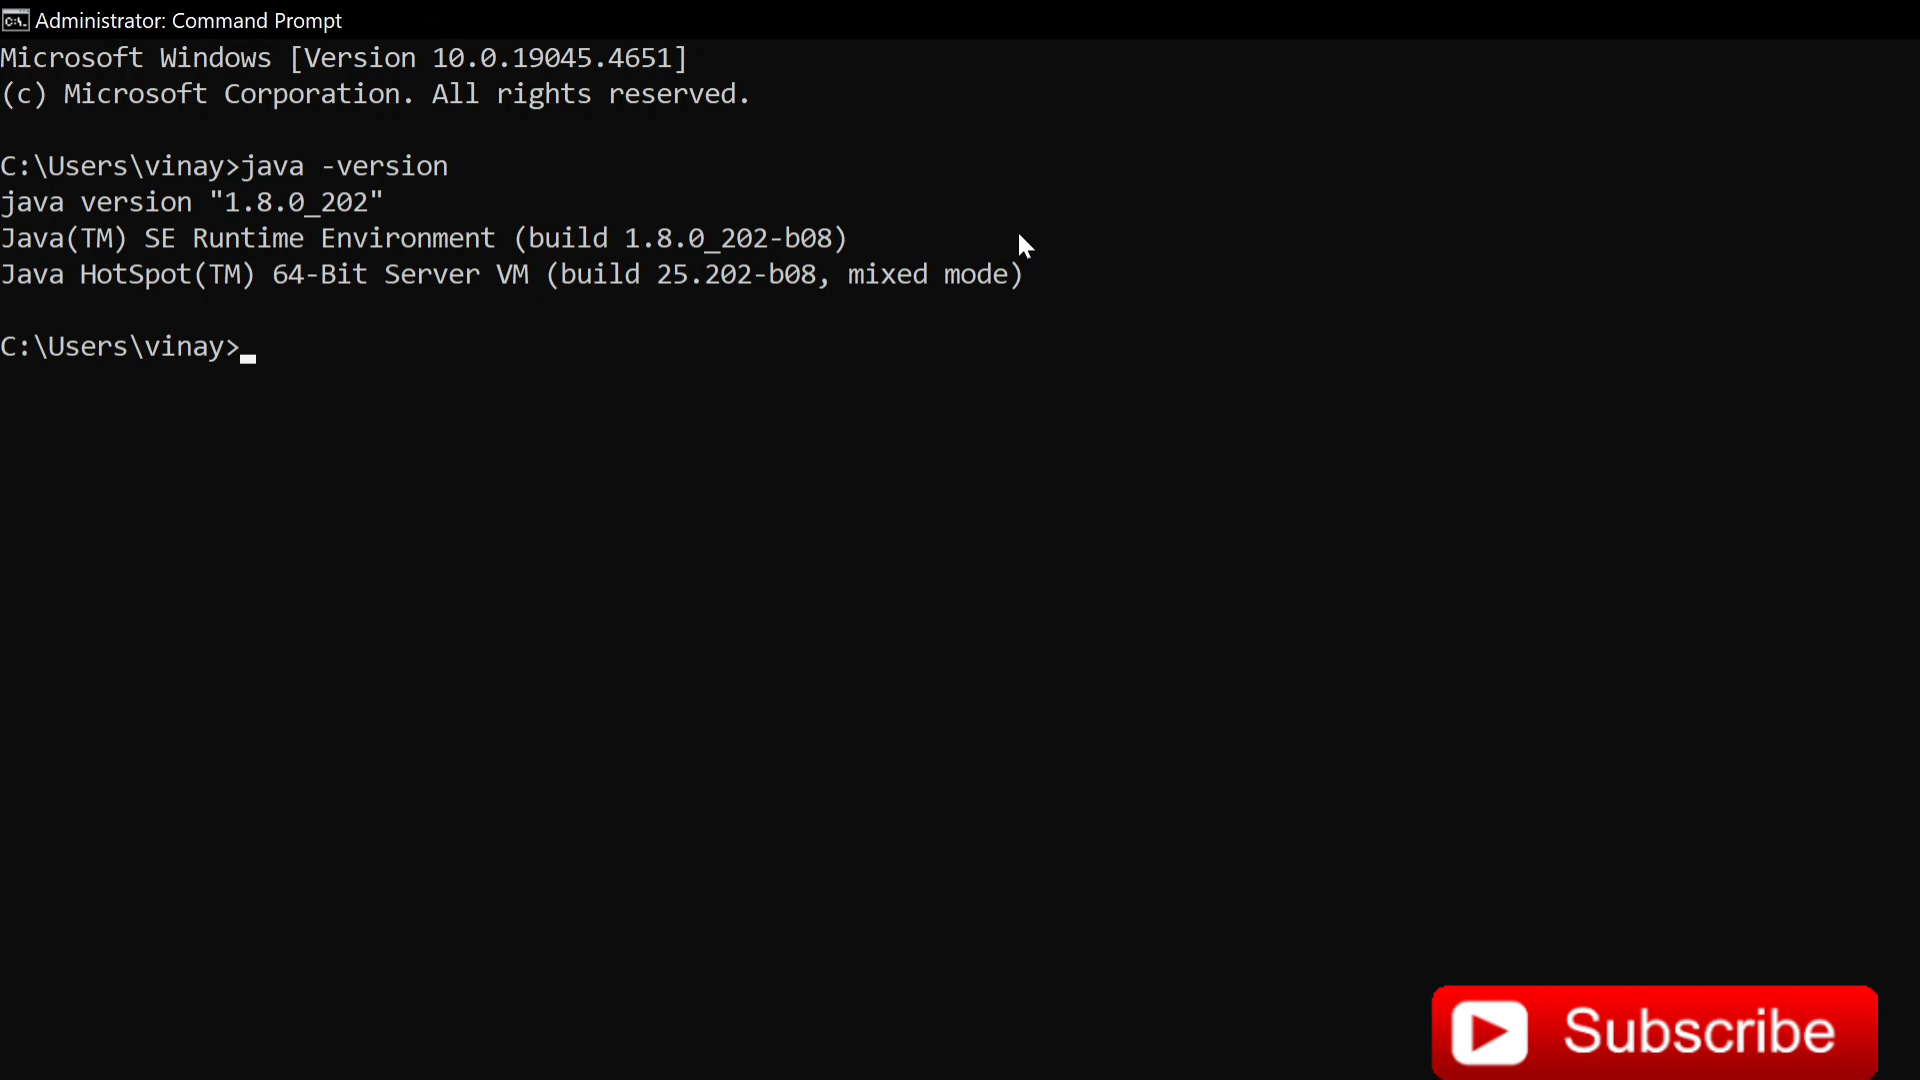 Administrator: Command Prompt
Microsoft Windows [Version 10.0.19045.4651]
(c) Microsoft Corporation. All rights reserved.
C:\Users\vinay>java -version
java version "1.8.0_202"
Java(TM) SE Runtime Environment (build 1.8.0_202-b08)
Java HotSpot(TM) 64-Bit Server VM (build 25.202-b08, mixed mode)
C:\Users\vinay>
Subscribe